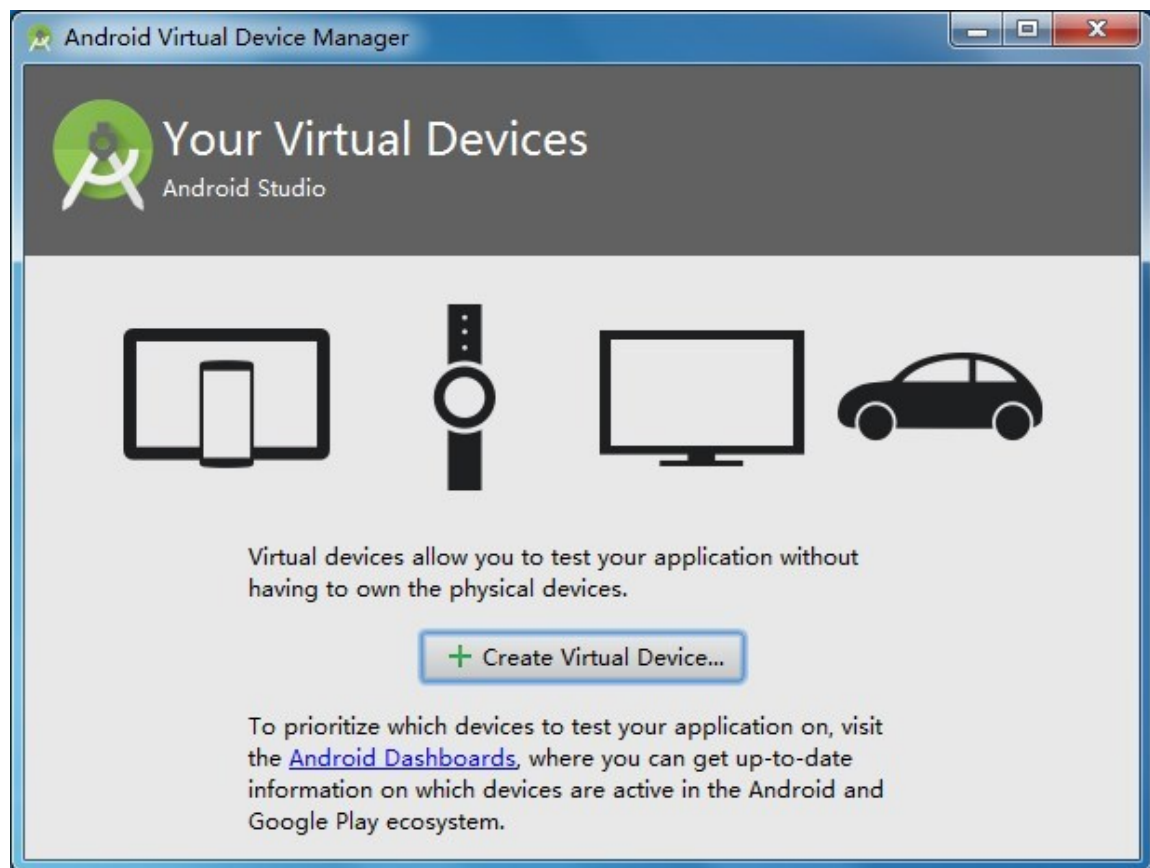 Android Virtual Device Manager
Your Virtual Devices
Android Studio
Virtual devices allow you to test your application without
having to own the physical devices.
+ Create Virtual Device...
To prioritize which devices to test your application on, visit
the Android Dashboards, where you can get up-to-date
information on which devices are active in the Android and
Google Play ecosystem.